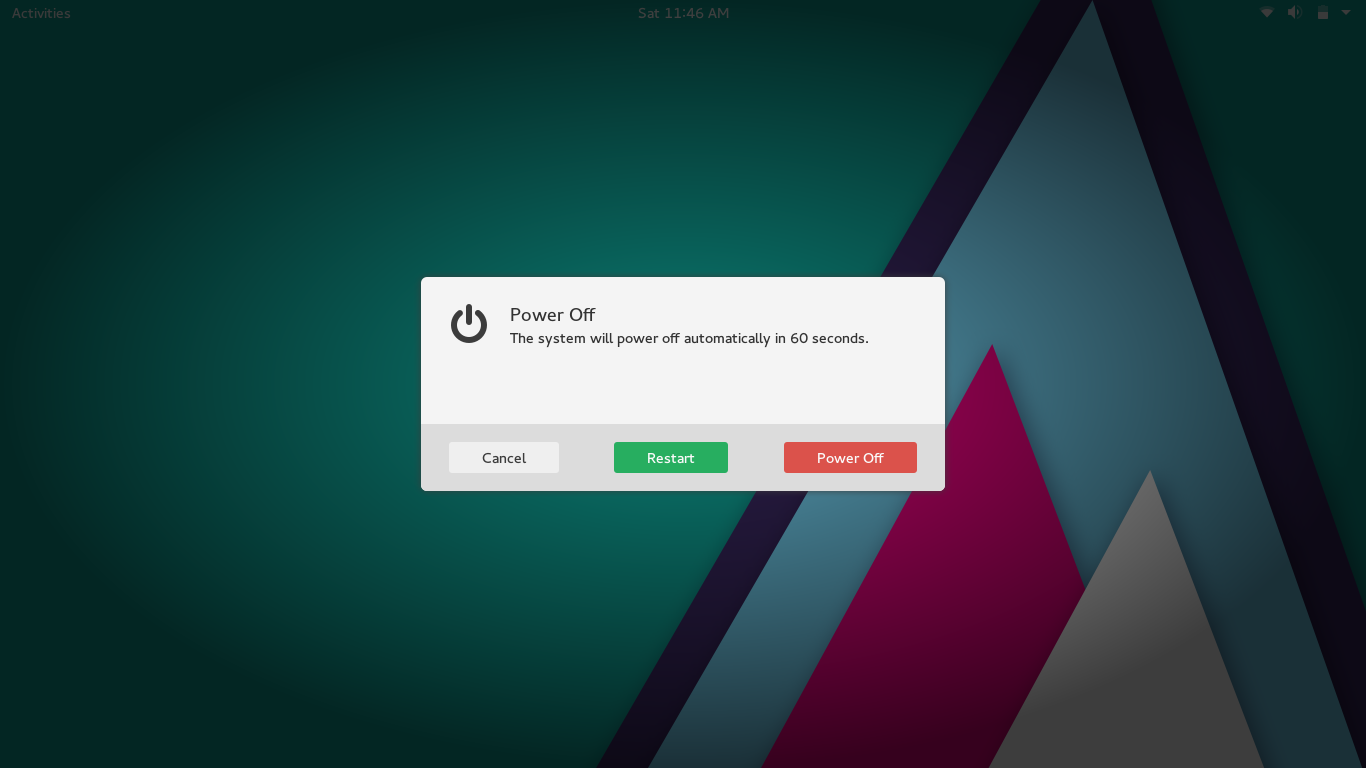 Activities
Sat 11:46 AM
Power Off
The system will power off automatically in 60 seconds.
Cancel
Restart
Power Off